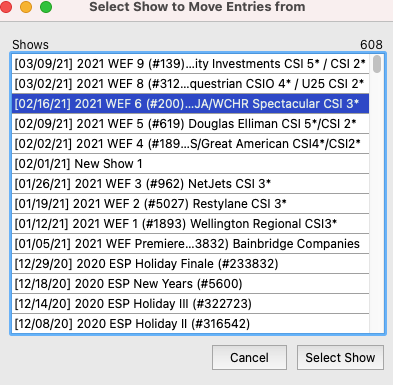 Select Show to Move Entries from
Shows 608
[03/09/21] 2021 WEF 9 (#139)...ity Investments CSI 5* / CSI 2*
[03/02/21] 2021 WEF 8 (#312...questrian CSIO 4* / U25 CSI 2*
[02/16/21] 2021 WEF 6 (#200)...JA/WCHR Spectacular CSI 3*
[02/09/21] 2021 WEF 5 (#619) Douglas Elliman CSI 5*/CSI 2*
[02/02/21] 2021 WEF 4 (#189...S/Great American CSI4*/CSI2*
[02/01/21] New Show 1
[01/26/21] 2021 WEF 3 (#962) NetJets CSI 3*
[01/19/21] 2021 WEF 2 (#5027) Restylane CSI 3*
[01/12/21] 2021 WEF 1 (#1893) Wellington Regional CSI3*
[01/05/21] 2021 WEF Premiere...3832) Bainbridge Companies
[12/29/20] 2020 ESP Holiday Finale (#233832)
[12/18/20] 2020 ESP New Years (#5600)
[12/14/20] 2020 ESP Holiday III (#322723)
[12/08/20] 2020 ESP Holiday II (#316542)
Cancel Select Show